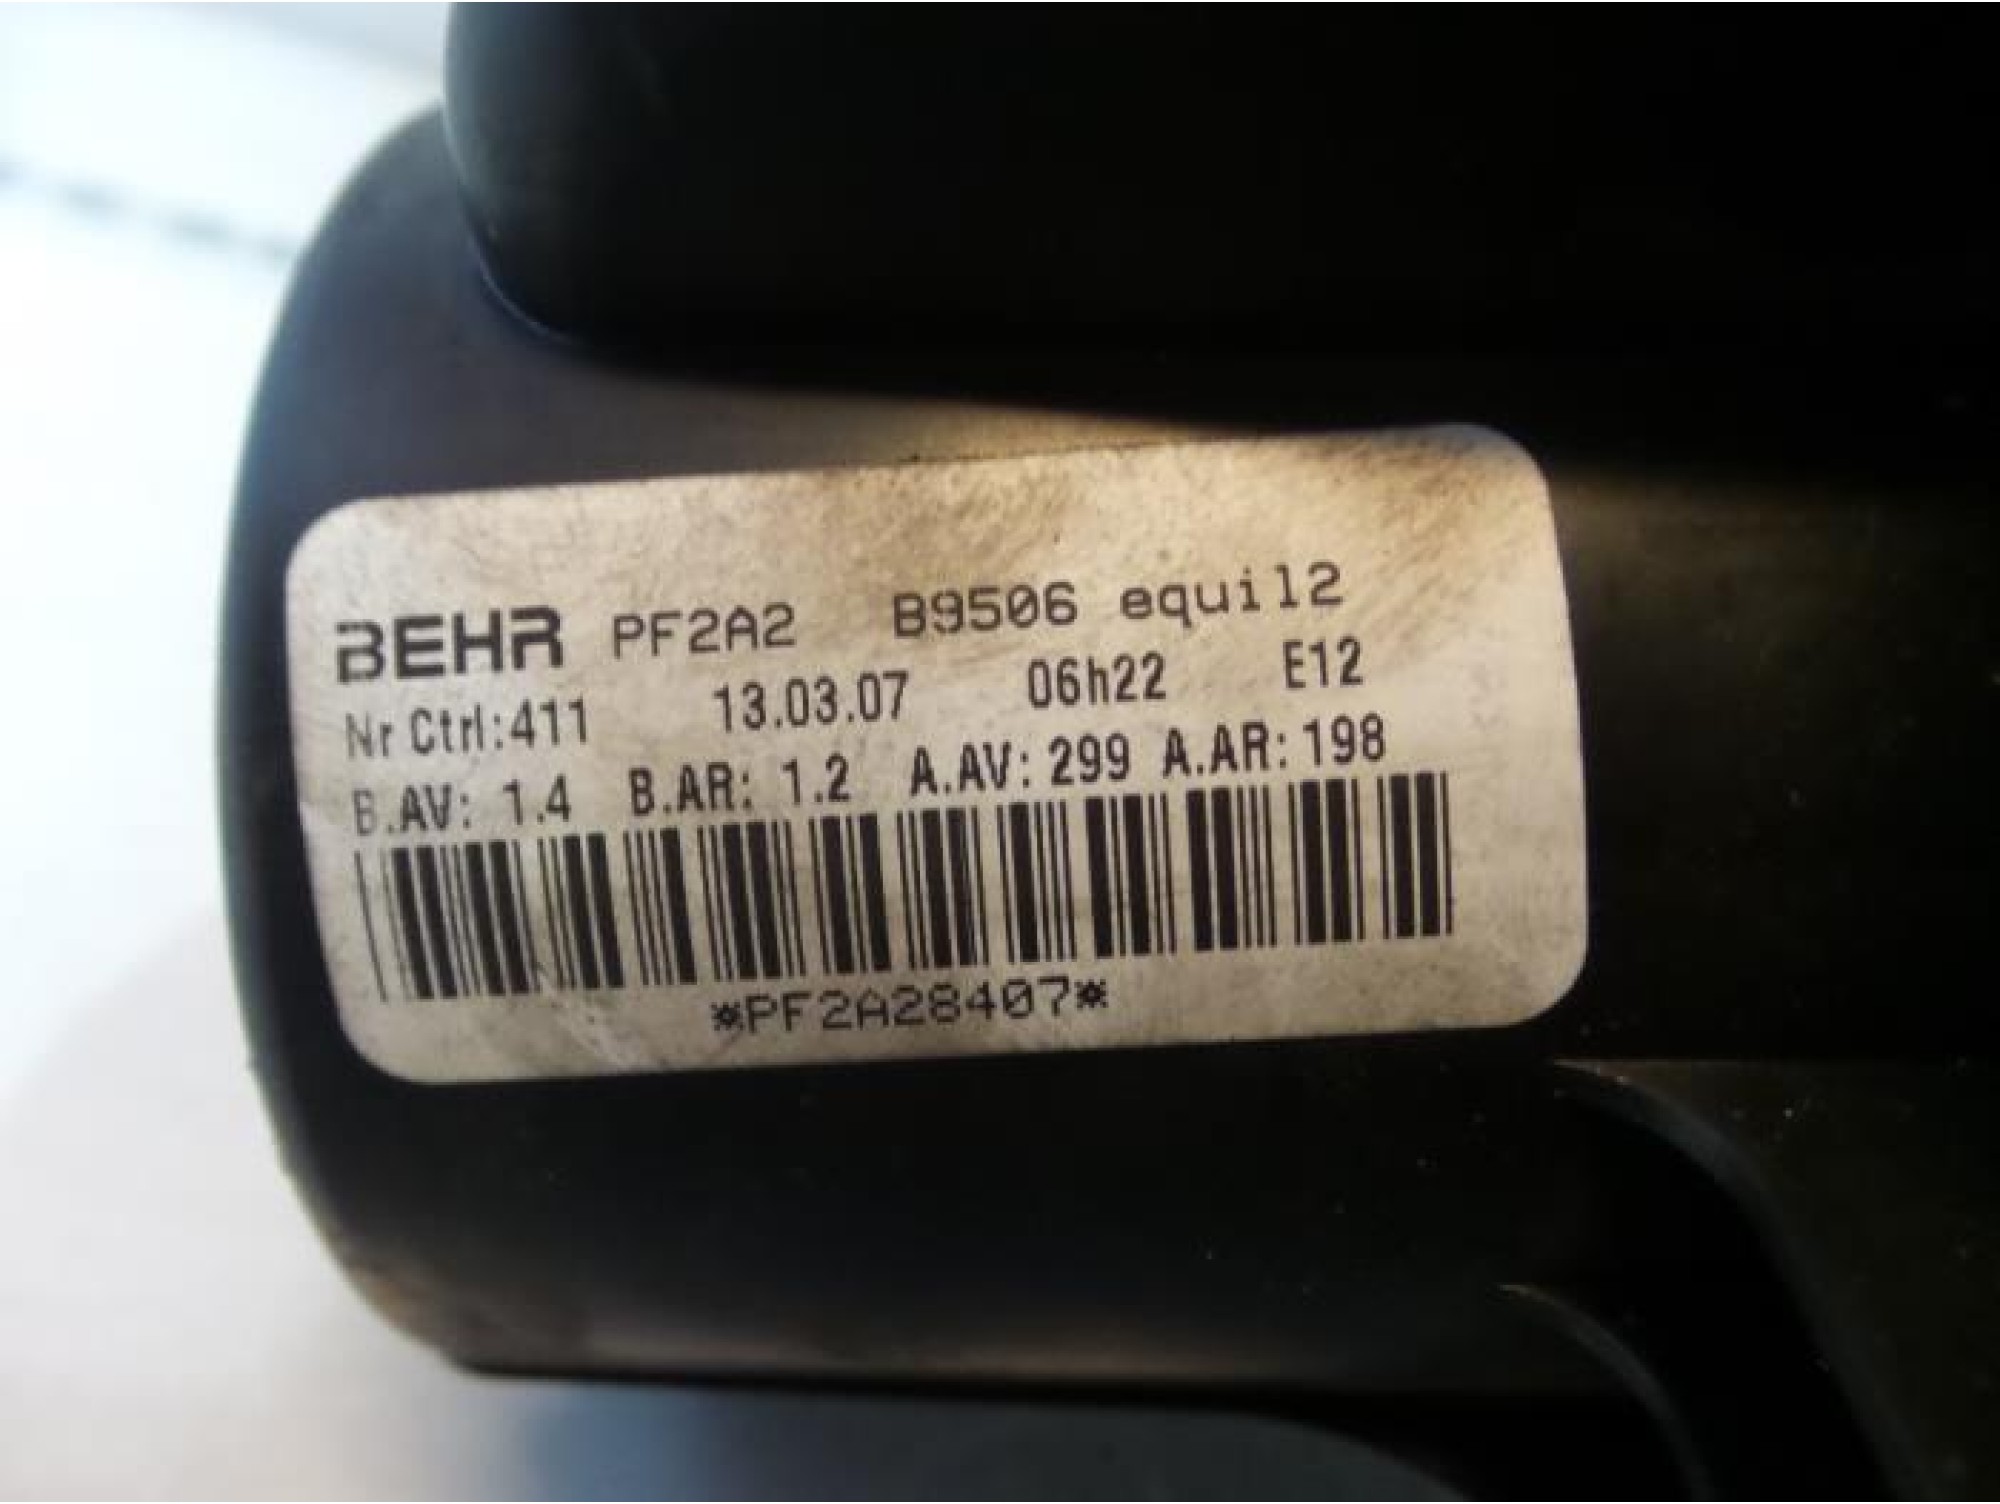 BEHR PF2A2 B9506 equil2
Nr Ctrl:411 13.03.07 06h22 E12
B.AV: 1.4 B.AR: 1.2 A.AV: 299 A.AR: 198
*PF2A28407*